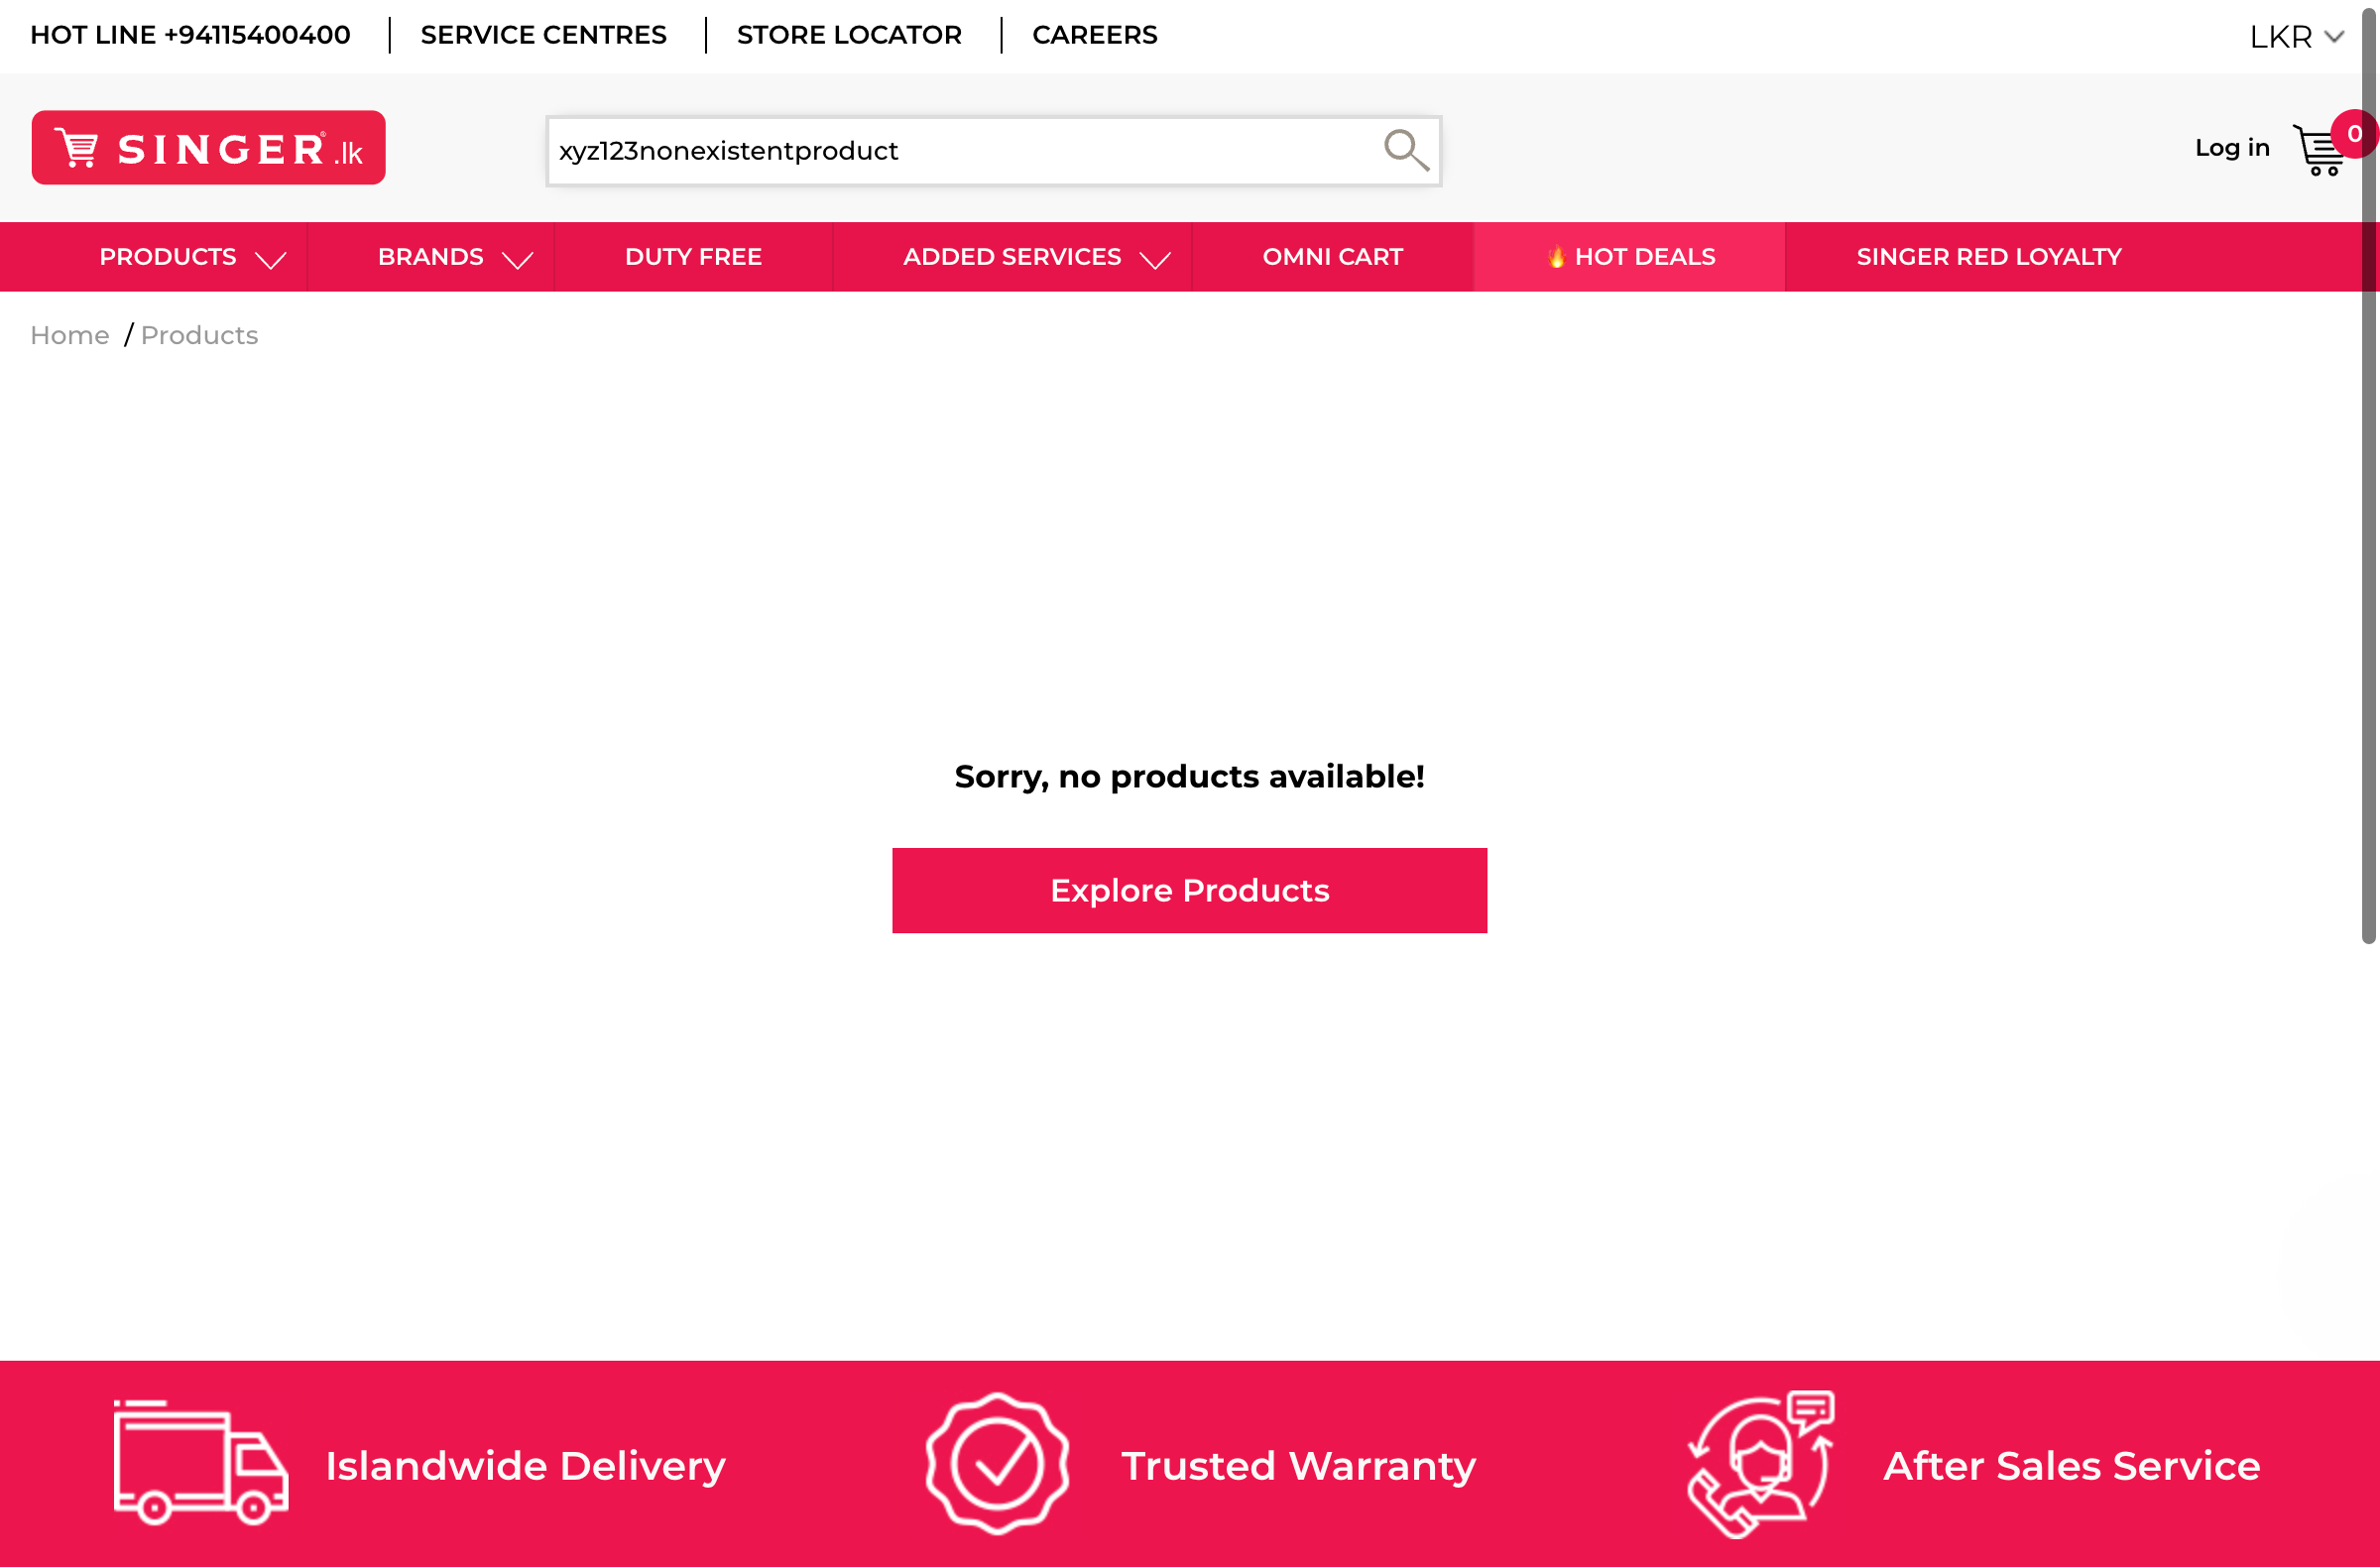 HOT LINE +94115400400 SERVICE CENTRES STORE LOCATOR CAREERS LKR
SINGER®.lk xyz123nonexistentproduct Log in 0
PRODUCTS BRANDS DUTY FREE ADDED SERVICES OMNI CART 🔥 HOT DEALS SINGER RED LOYALTY
Home / Products
Sorry, no products available!
Explore Products
Islandwide Delivery Trusted Warranty After Sales Service